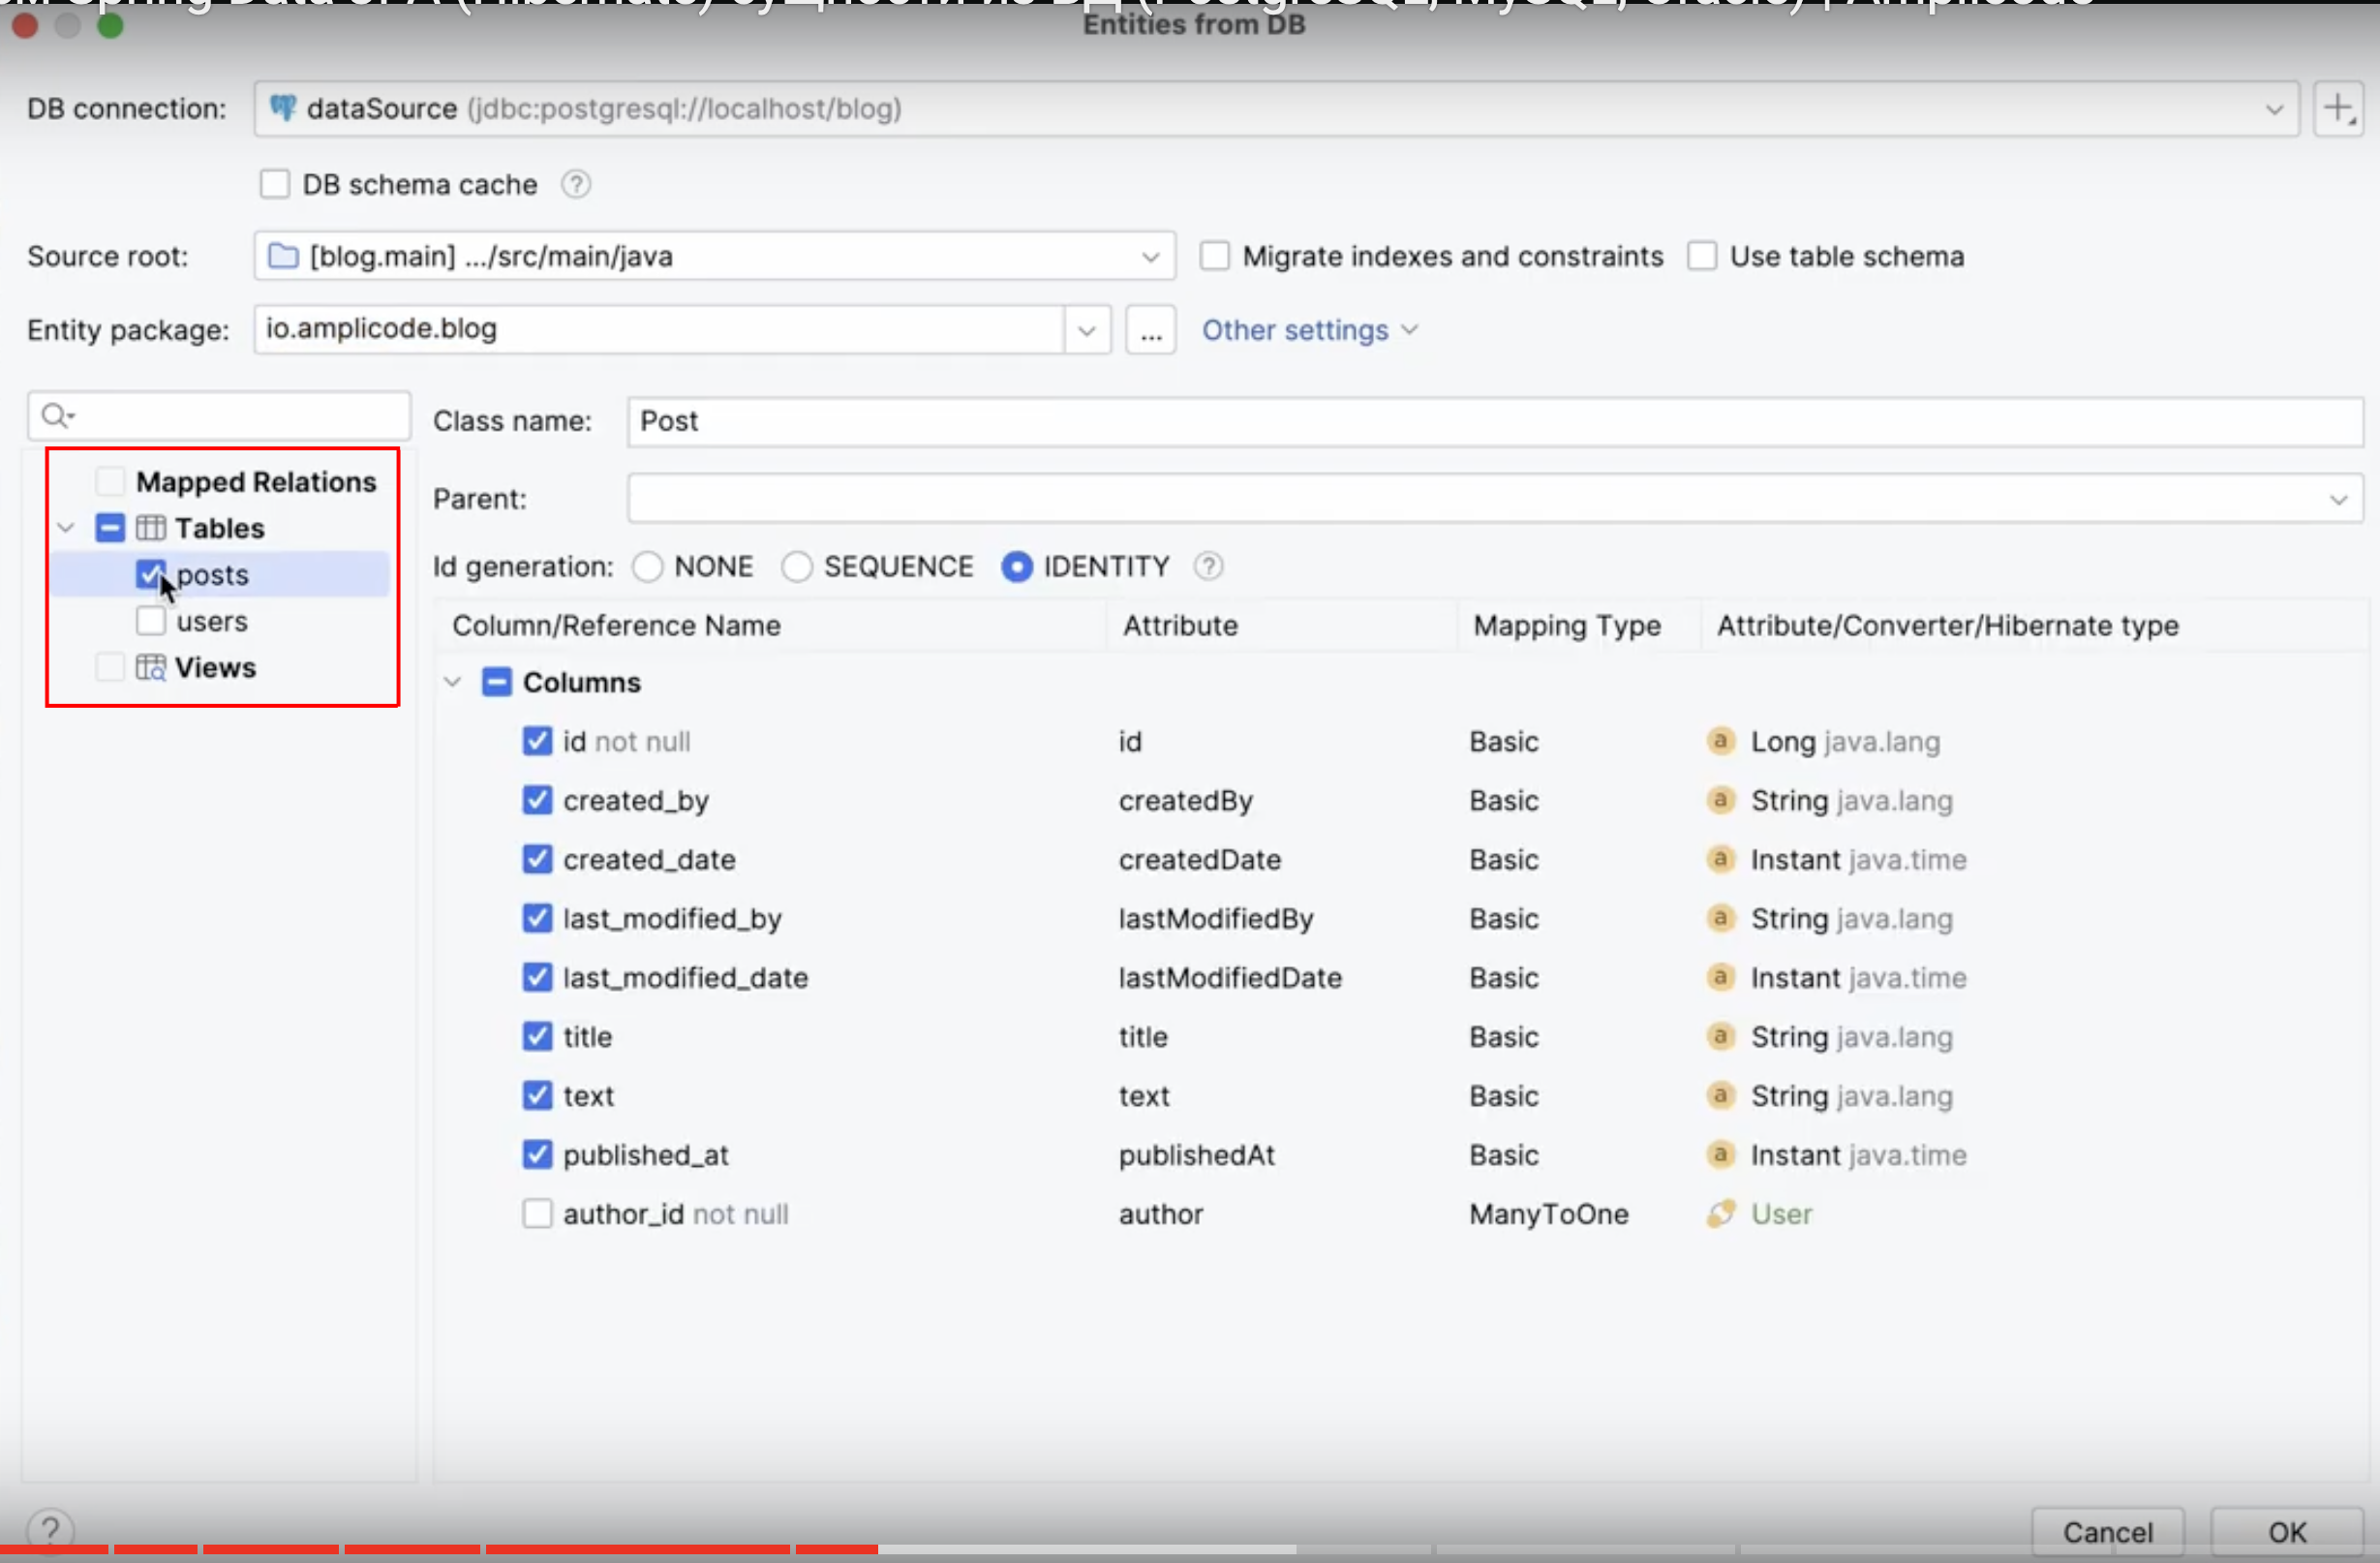 Entities from DB
DB connection: dataSource (jdbc:postgresql://localhost/blog)
DB schema cache ?
Source root: [blog.main] .../src/main/java Migrate indexes and constraints Use table schema
Entity package: io.amplicode.blog ... Other settings
Class name: Post
Mapped Relations
Parent:
Tables
posts
users
Views
Id generation: NONE SEQUENCE IDENTITY ?
Column/Reference Name Attribute Mapping Type Attribute/Converter/Hibernate type
Columns
id not null id Basic a Long java.lang
created_by createdBy Basic a String java.lang
created_date createdDate Basic a Instant java.time
last_modified_by lastModifiedBy Basic a String java.lang
last_modified_date lastModifiedDate Basic a Instant java.time
title title Basic a String java.lang
text text Basic a String java.lang
published_at publishedAt Basic a Instant java.time
author_id not null author ManyToOne User
? Cancel OK